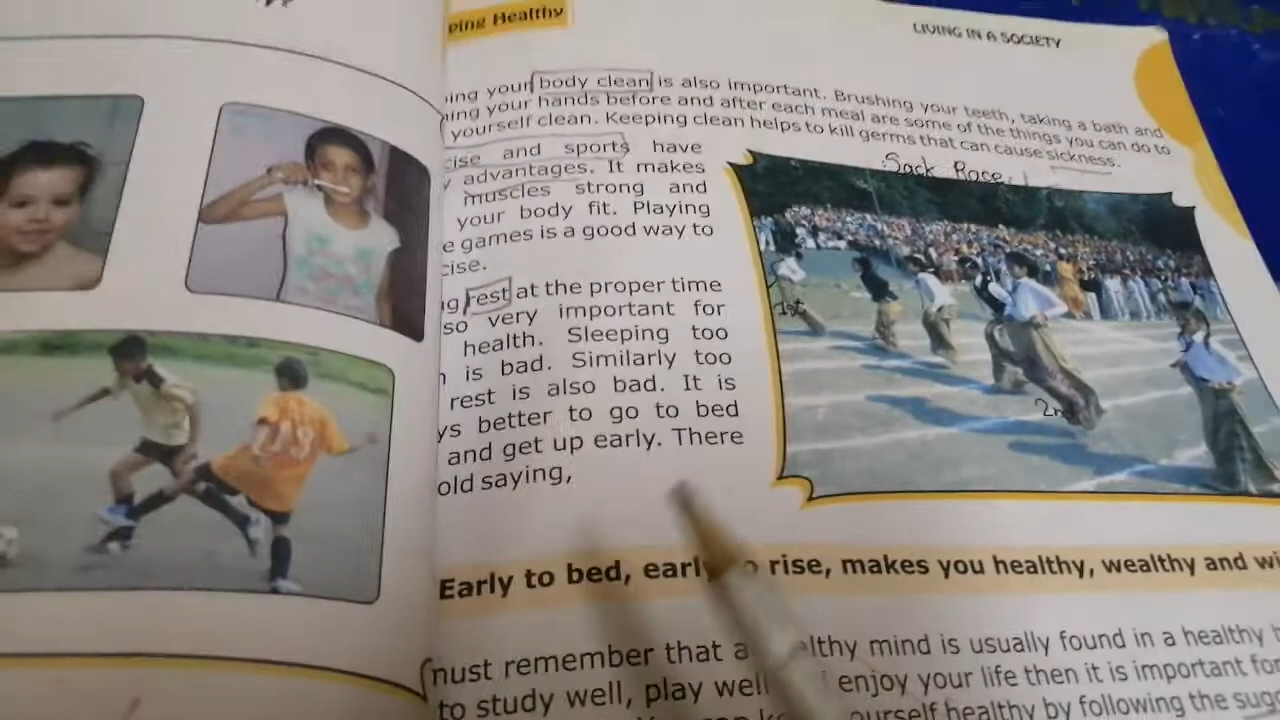 ping Healthy
LIVING IN A SOCIETY
ing your body clean is also important. Brushing your teeth, taking a bath and
ing your hands before and after each meal are some of the things you can do to
yourself clean. Keeping clean helps to kill germs that can cause sickness.
Sack Race
cise and sports have
advantages. It makes
muscles strong and
your body fit. Playing
e games is a good way to
cise.
g rest at the proper time
so very important for
health. Sleeping too
is bad. Similarly too
rest is also bad. It is
ys better to go to bed
and get up early. There
old saying,
1st
2nd
23
Early to bed, early o rise, makes you healthy, wealthy and wi
must remember that a althy mind is usually found in a healthy
to study well, play well enjoy your life then it is important for
ourself healthy by following the sugg